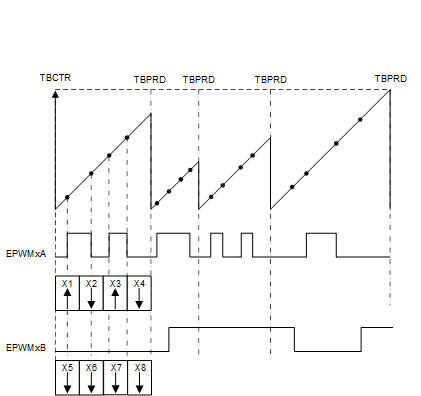 TBCTR TBPRD TBPRD TBPRD TBPRD
EPWMxA
X1 X2 X3 X4
EPWMxB
X5 X6 X7 X8